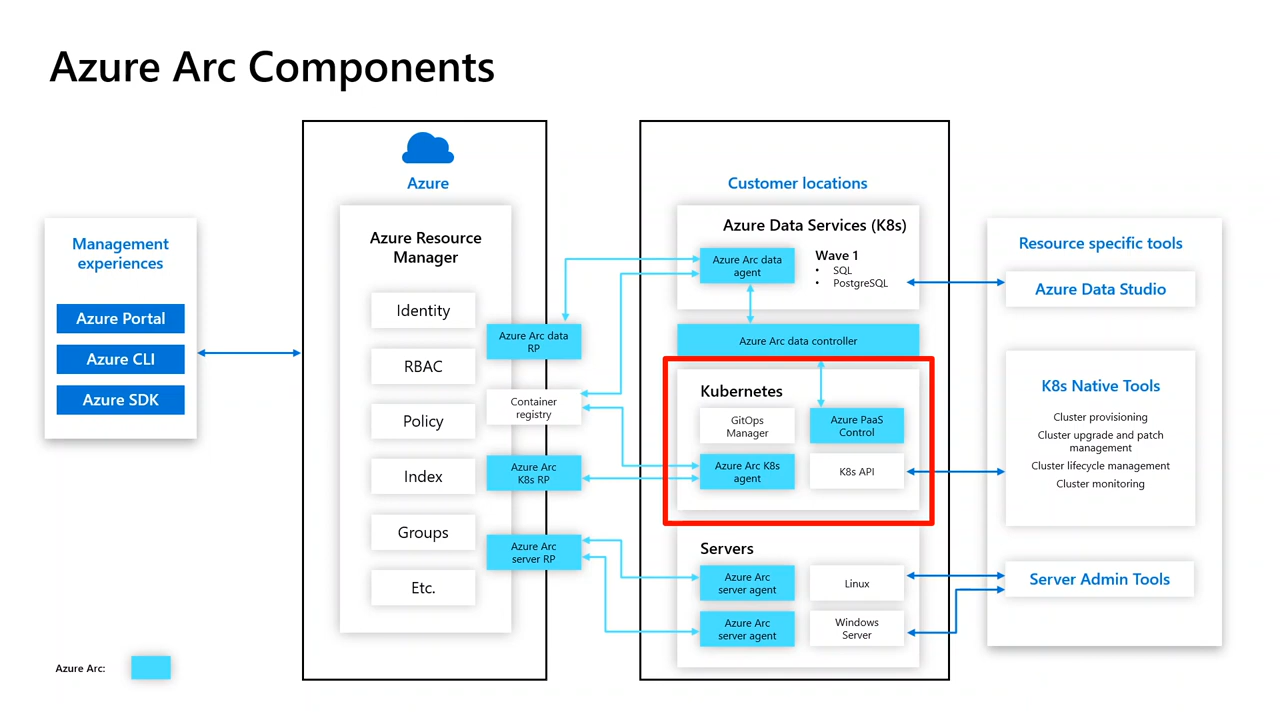 Azure Arc Components
Management
experiences
Azure Portal
Azure CLI
Azure SDK
Azure
Azure Resource
Manager
Identity
RBAC
Policy
Index
Groups
Etc.
Azure Arc data
RP
Container
registry
Azure Arc
K8s RP
Azure Arc
server RP
Customer locations
Azure Data Services (K8s)
Azure Arc data
agent
Wave 1
• SQL
• PostgreSQL
Azure Arc data controller
Kubernetes
GitOps
Manager
Azure PaaS
Control
Azure Arc K8s
agent
K8s API
Servers
Azure Arc
server agent
Linux
Azure Arc
server agent
Windows
Server
Resource specific tools
Azure Data Studio
K8s Native Tools
Cluster provisioning
Cluster upgrade and patch
management
Cluster lifecycle management
Cluster monitoring
Server Admin Tools
Azure Arc: